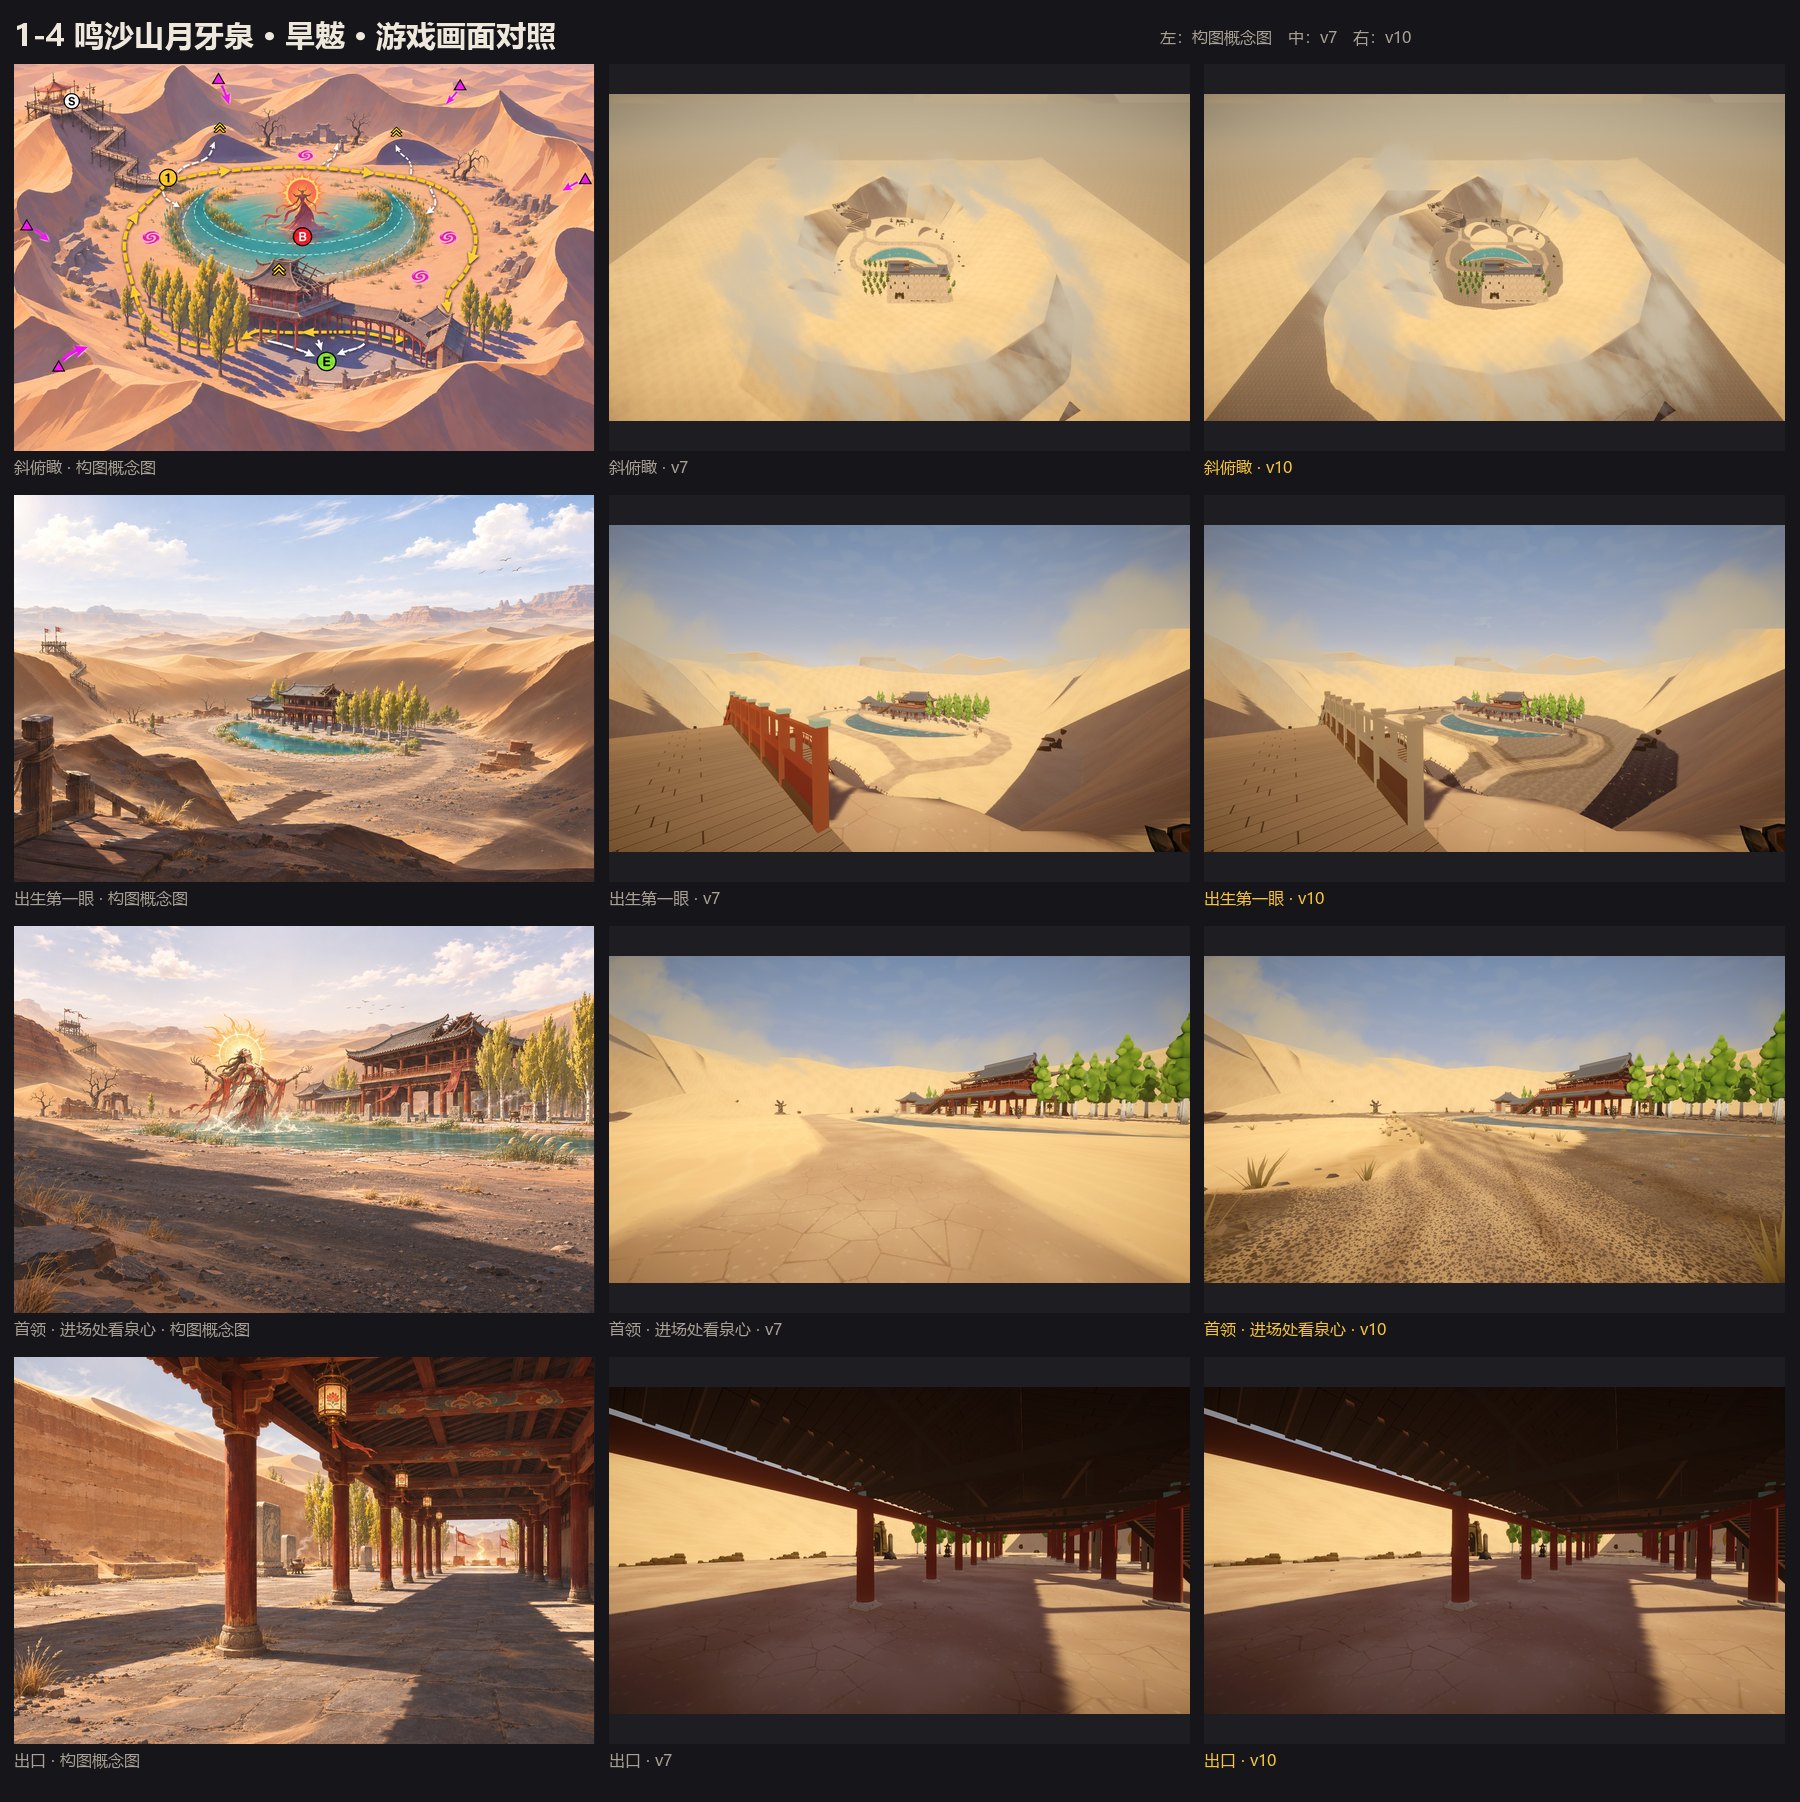 1-4 鸣沙山月牙泉 • 旱魃 • 游戏画面对照
左：构图概念图 中：v7 右：v10
S
1
B
E
斜俯瞰 · 构图概念图
斜俯瞰 · v7
斜俯瞰 · v10
出生第一眼 · 构图概念图
出生第一眼 · v7
出生第一眼 · v10
首领 · 进场处看泉心 · 构图概念图
首领 · 进场处看泉心 · v7
首领 · 进场处看泉心 · v10
出口 · 构图概念图
出口 · v7
出口 · v10